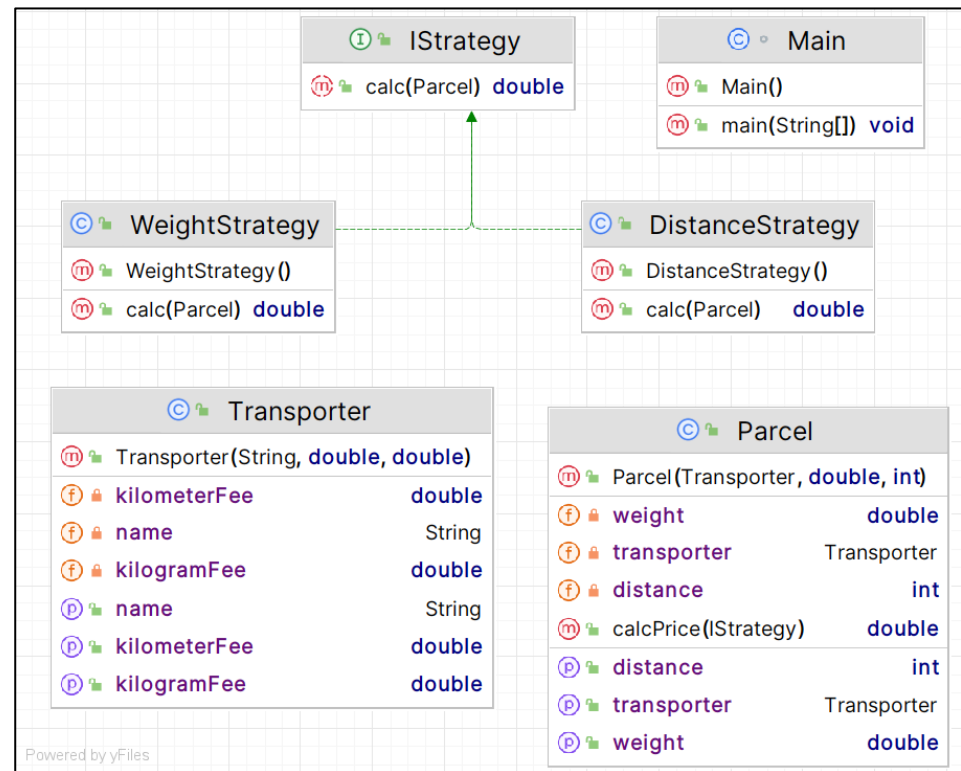 IStrategy
calc(Parcel) double
Main
Main()
main(String[]) void
WeightStrategy
WeightStrategy()
calc(Parcel) double
DistanceStrategy
DistanceStrategy()
calc(Parcel) double
Transporter
Transporter(String, double, double)
kilometerFee double
name String
kilogramFee double
name String
kilometerFee double
kilogramFee double
Parcel
Parcel(Transporter, double, int)
weight double
transporter Transporter
distance int
calcPrice(IStrategy) double
distance int
transporter Transporter
weight double
Powered by yFiles